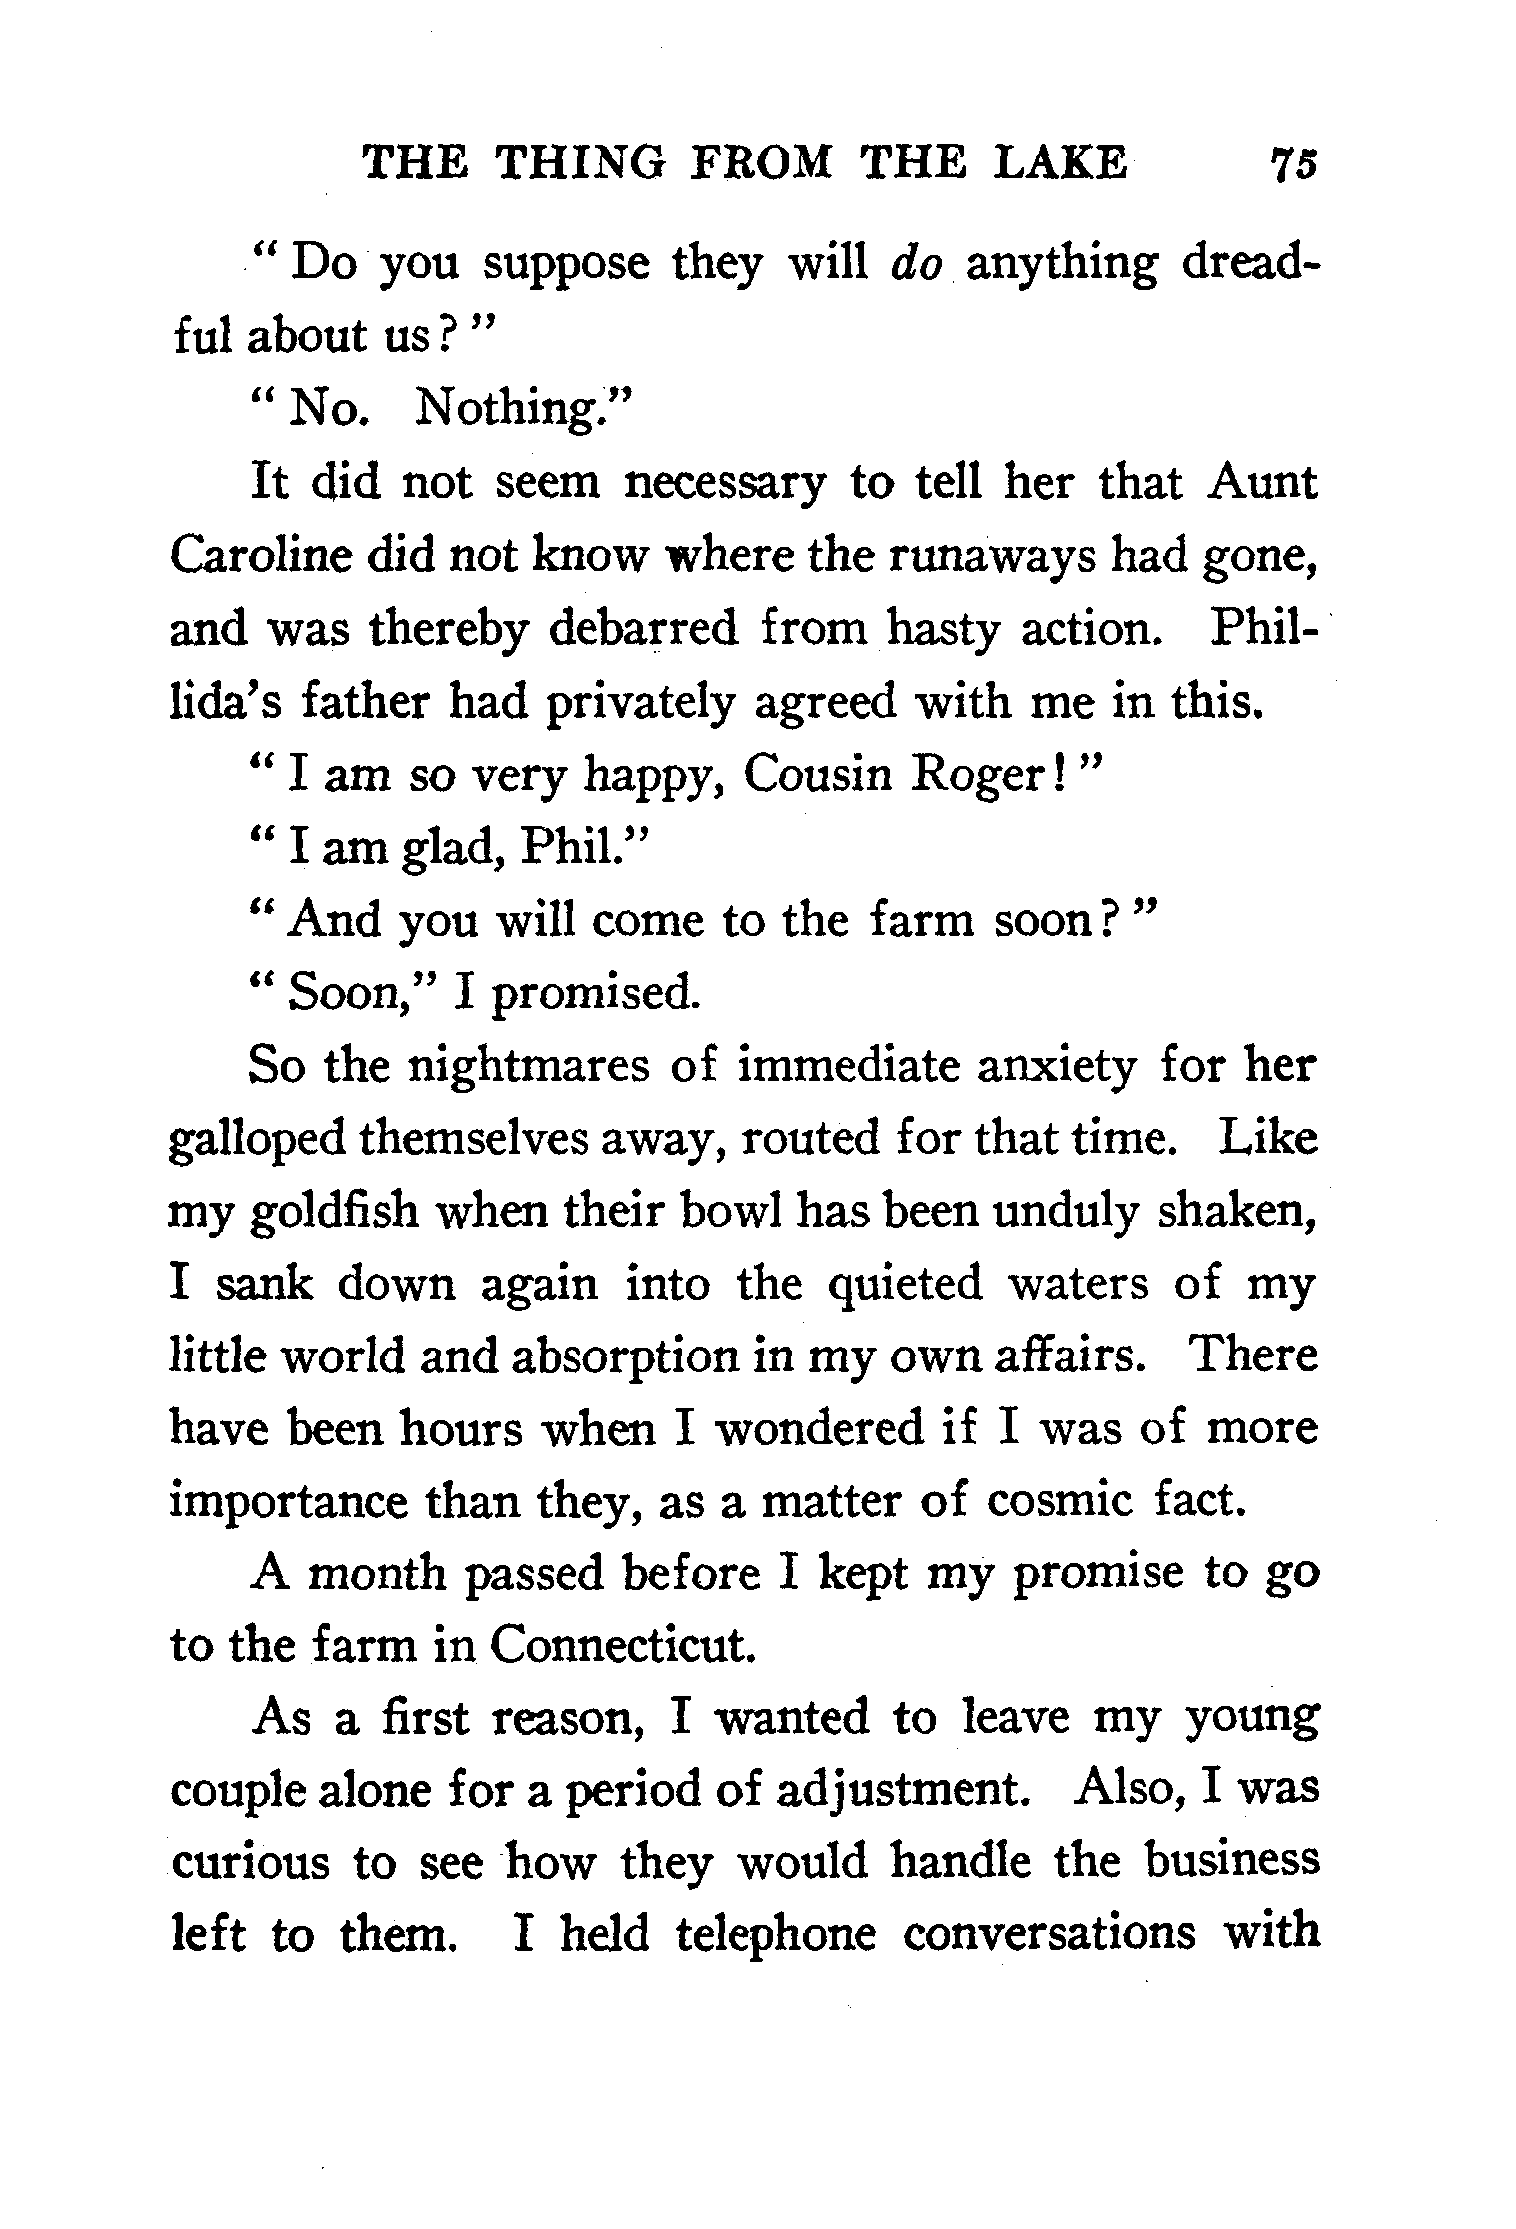 THE THING FROM THE LAKE 75
“ Do you suppose they will do anything dread-
ful about us ? ”
“ No. Nothing.”
It did not seem necessary to tell her that Aunt
Caroline did not know where the runaways had gone,
and was thereby debarred from hasty action. Phil-
lida’s father had privately agreed with me in this.
“ I am so very happy, Cousin Roger ! ”
“ I am glad, Phil.”
“ And you will come to the farm soon ? ”
“ Soon,” I promised.
So the nightmares of immediate anxiety for her
galloped themselves away, routed for that time. Like
my goldfish when their bowl has been unduly shaken,
I sank down again into the quieted waters of my
little world and absorption in my own affairs. There
have been hours when I wondered if I was of more
importance than they, as a matter of cosmic fact.
A month passed before I kept my promise to go
to the farm in Connecticut.
As a first reason, I wanted to leave my young
couple alone for a period of adjustment. Also, I was
curious to see how they would handle the business
left to them. I held telephone conversations with